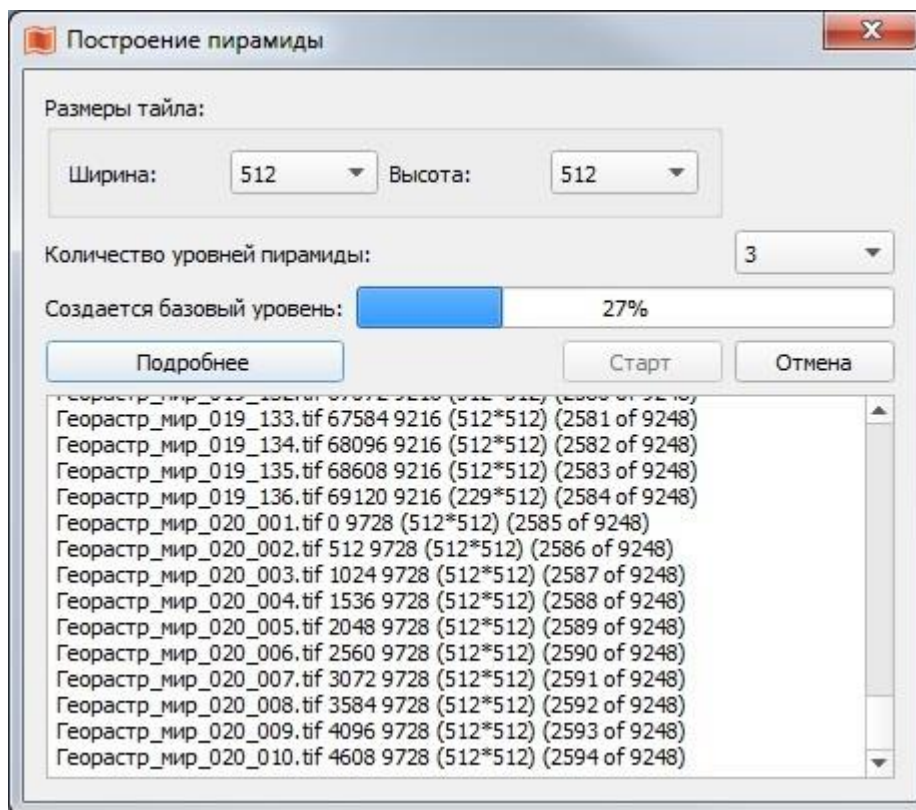 Построение пирамиды
Размеры тайла:
Ширина: 512 Высота: 512
Количество уровней пирамиды: 3
Создается базовый уровень: 27%
Подробнее Старт Отмена
Георастр_мир_019_133.tif 67584 9216 (512*512) (2581 of 9248)
Георастр_мир_019_134.tif 68096 9216 (512*512) (2582 of 9248)
Георастр_мир_019_135.tif 68608 9216 (512*512) (2583 of 9248)
Георастр_мир_019_136.tif 69120 9216 (229*512) (2584 of 9248)
Георастр_мир_020_001.tif 0 9728 (512*512) (2585 of 9248)
Георастр_мир_020_002.tif 512 9728 (512*512) (2586 of 9248)
Георастр_мир_020_003.tif 1024 9728 (512*512) (2587 of 9248)
Георастр_мир_020_004.tif 1536 9728 (512*512) (2588 of 9248)
Георастр_мир_020_005.tif 2048 9728 (512*512) (2589 of 9248)
Георастр_мир_020_006.tif 2560 9728 (512*512) (2590 of 9248)
Георастр_мир_020_007.tif 3072 9728 (512*512) (2591 of 9248)
Георастр_мир_020_008.tif 3584 9728 (512*512) (2592 of 9248)
Георастр_мир_020_009.tif 4096 9728 (512*512) (2593 of 9248)
Георастр_мир_020_010.tif 4608 9728 (512*512) (2594 of 9248)